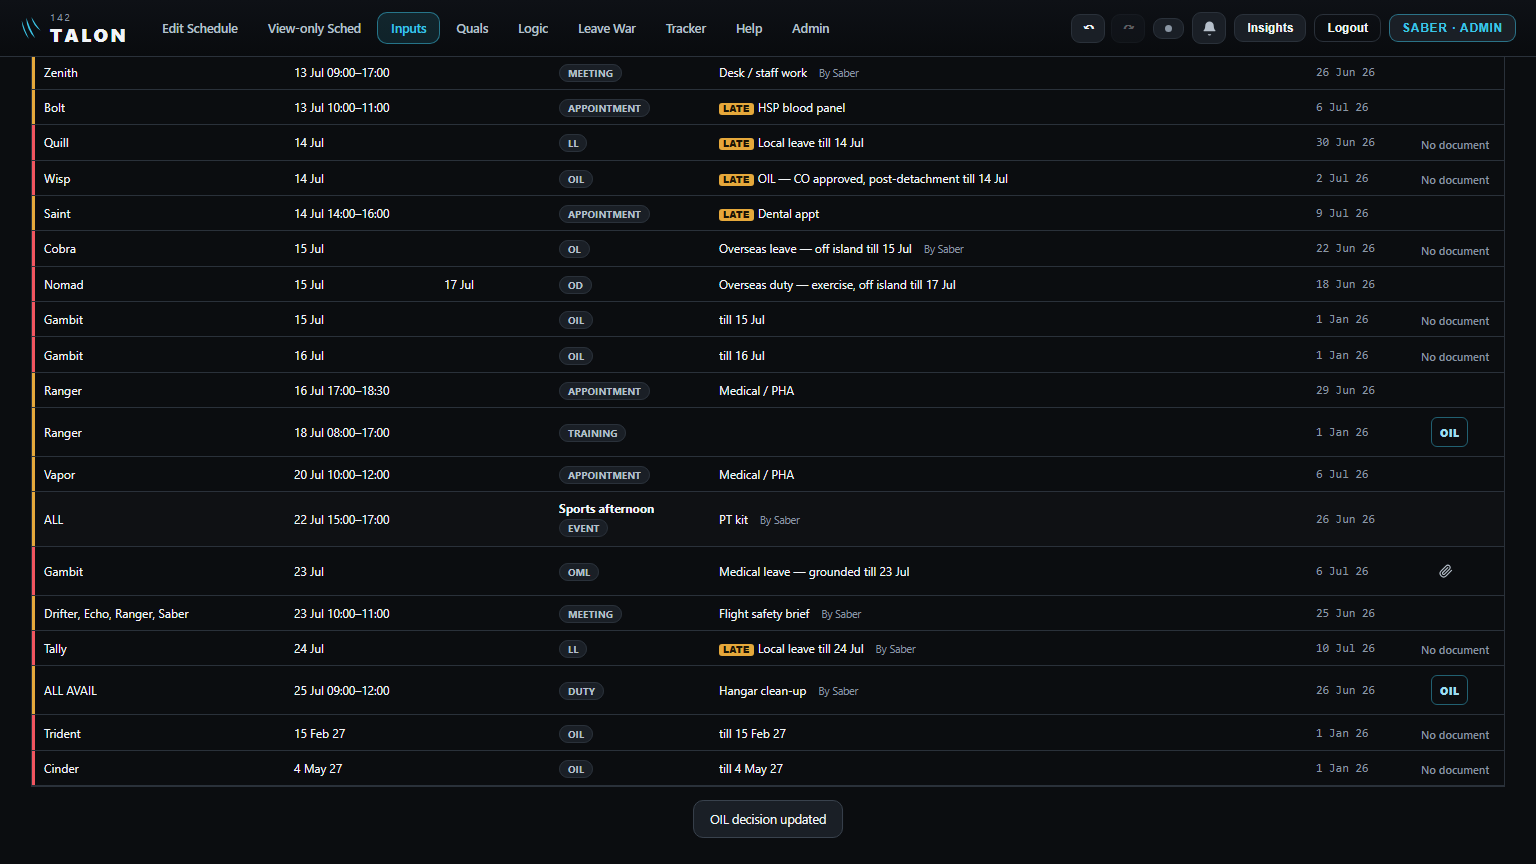 142
TALON
Edit Schedule View-only Sched Inputs Quals Logic Leave War Tracker Help Admin Insights Logout SABER · ADMIN
Zenith 13 Jul 09:00–17:00 MEETING Desk / staff work By Saber 26 Jun 26
Bolt 13 Jul 10:00–11:00 APPOINTMENT LATE HSP blood panel 6 Jul 26
Quill 14 Jul LL LATE Local leave till 14 Jul 30 Jun 26 No document
Wisp 14 Jul OIL LATE OIL — CO approved, post-detachment till 14 Jul 2 Jul 26 No document
Saint 14 Jul 14:00–16:00 APPOINTMENT LATE Dental appt 9 Jul 26
Cobra 15 Jul OL Overseas leave — off island till 15 Jul By Saber 22 Jun 26 No document
Nomad 15 Jul 17 Jul OD Overseas duty — exercise, off island till 17 Jul 18 Jun 26
Gambit 15 Jul OIL till 15 Jul 1 Jan 26 No document
Gambit 16 Jul OIL till 16 Jul 1 Jan 26 No document
Ranger 16 Jul 17:00–18:30 APPOINTMENT Medical / PHA 29 Jun 26
Ranger 18 Jul 08:00–17:00 TRAINING 1 Jan 26 OIL
Vapor 20 Jul 10:00–12:00 APPOINTMENT Medical / PHA 6 Jul 26
Sports afternoon
ALL 22 Jul 15:00–17:00 EVENT PT kit By Saber 26 Jun 26
Gambit 23 Jul OML Medical leave — grounded till 23 Jul 6 Jul 26
Drifter, Echo, Ranger, Saber 23 Jul 10:00–11:00 MEETING Flight safety brief By Saber 25 Jun 26
Tally 24 Jul LL LATE Local leave till 24 Jul By Saber 10 Jul 26 No document
ALL AVAIL 25 Jul 09:00–12:00 DUTY Hangar clean-up By Saber 26 Jun 26 OIL
Trident 15 Feb 27 OIL till 15 Feb 27 1 Jan 26 No document
Cinder 4 May 27 OIL till 4 May 27 1 Jan 26 No document
OIL decision updated